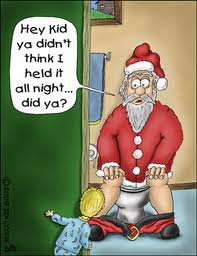 Hey Kid
ya didn't
think I
held it
all night...
did ya?